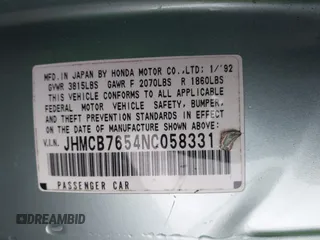 MFD.IN JAPAN BY HONDA MOTOR CO.,LTD; 1/'92
GVWR 3815LBS GAWR F 2070LBS R 1860LBS
THIS VEHICLE CONFORMS TO ALL APPLICABLE
FEDERAL MOTOR VEHICLE SAFETY, BUMPER,
AND THEFT PREVENTION STANDARDS IN EFFECT
ON THE DATE OF MANUFACTURE SHOWN ABOVE.
V.I.N. JHMCB7654NC058331
PASSENGER CAR
© AUTOBIDMASTER
DREAMBID